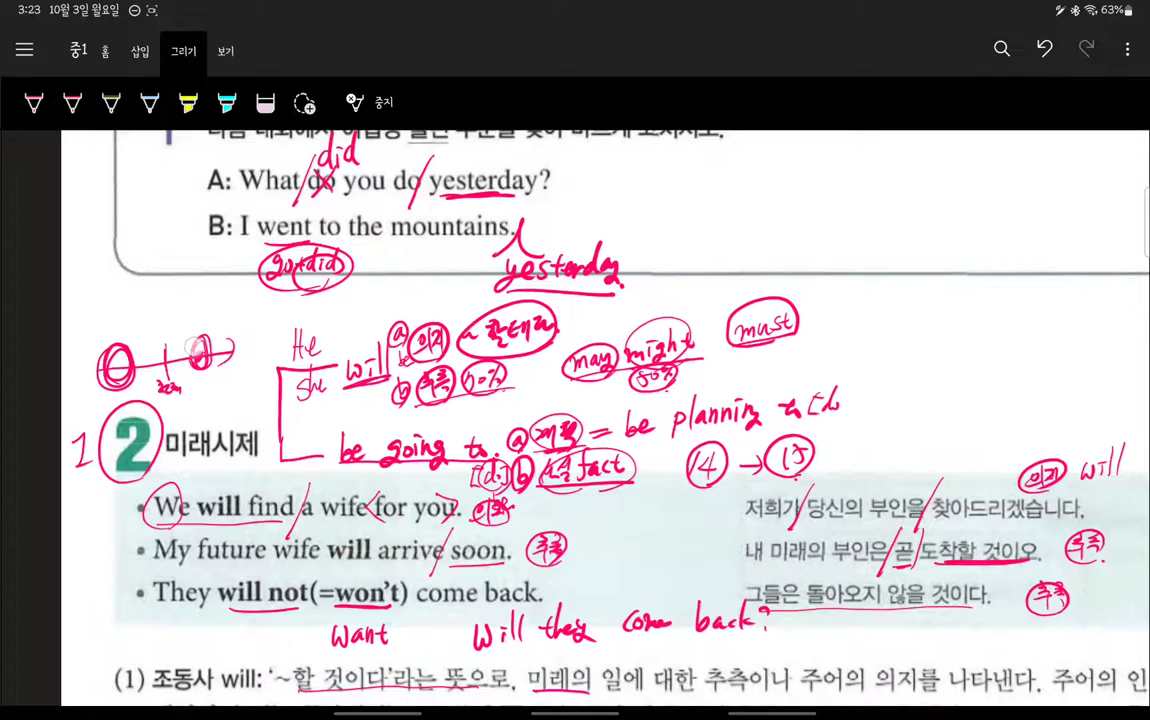 3:23 10월 3일 월요일 63%
중1 홈 삽입 그리기 보기
중지
did
A: What do you do yesterday?
B: I went to the mountains.
go+did yesterday.
He
she will
ⓐ 의지 ~할테다.
ⓑ 추측 50%
may might must
50%
be going to. ⓐ 계획 = be planning to [do
[do] ⓑ fact 14 → 15
1 2 미래시제
의지 will
• We will find a wife for you. 의지 저희가 당신의 부인을 찾아드리겠습니다.
• My future wife will arrive soon. 추측 내 미래의 부인은 곧 도착할 것이오. 추측
• They will not(=won't) come back. 그들은 돌아오지 않을 것이다. 추측
want Will they come back?
(1) 조동사 will: '~할 것이다'라는 뜻으로, 미래의 일에 대한 추측이나 주어의 의지를 나타낸다. 주어의 인